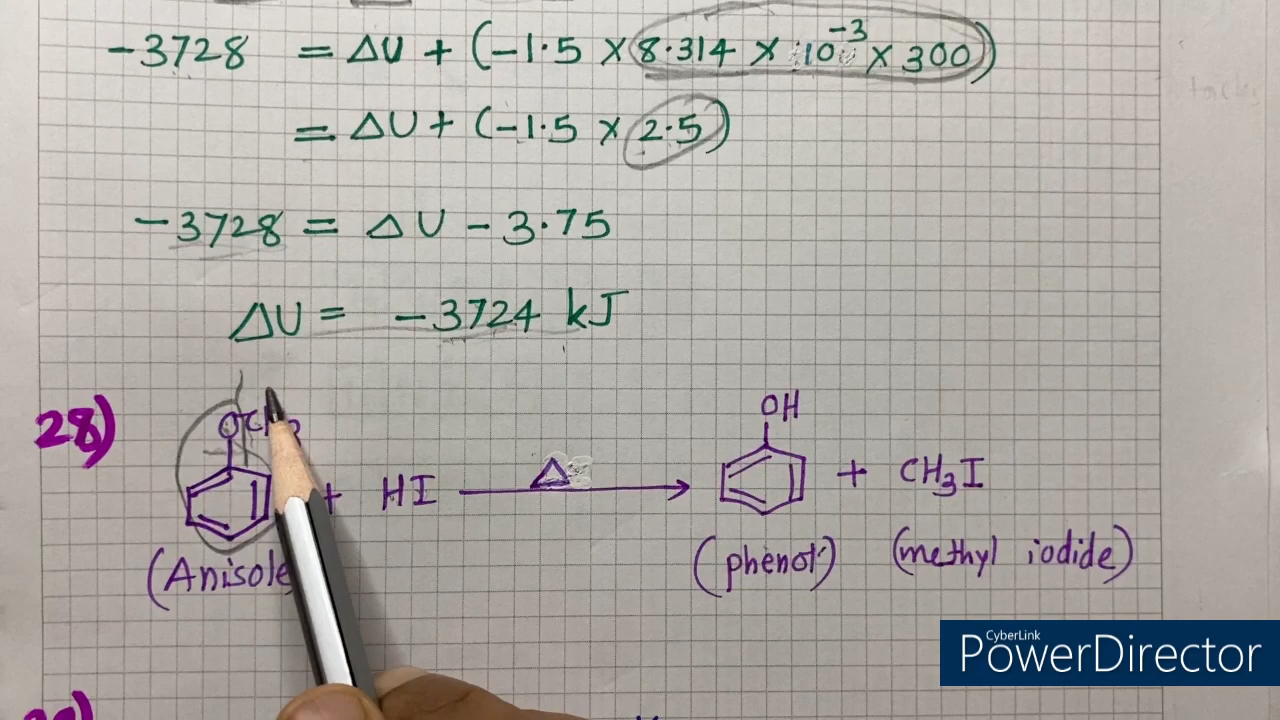 -3728 = ΔU + (-1.5 × 8.314 × 10⁻³ × 300)
= ΔU + (-1.5 × 2.5)
-3728 = ΔU - 3.75
ΔU = -3724 kJ
28)
OCH₃
OH
+ HI Δ + CH₃I
(Anisole (phenol) (methyl iodide)
CyberLink
PowerDirector